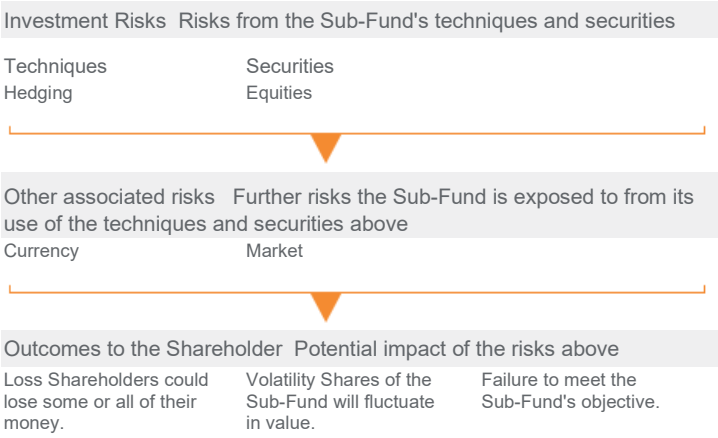 Investment Risks Risks from the Sub-Fund's techniques and securities
Techniques Securities
Hedging Equities
Other associated risks Further risks the Sub-Fund is exposed to from its
use of the techniques and securities above
Currency Market
Outcomes to the Shareholder Potential impact of the risks above
Loss Shareholders could
lose some or all of their
money.
Volatility Shares of the
Sub-Fund will fluctuate
in value.
Failure to meet the
Sub-Fund's objective.